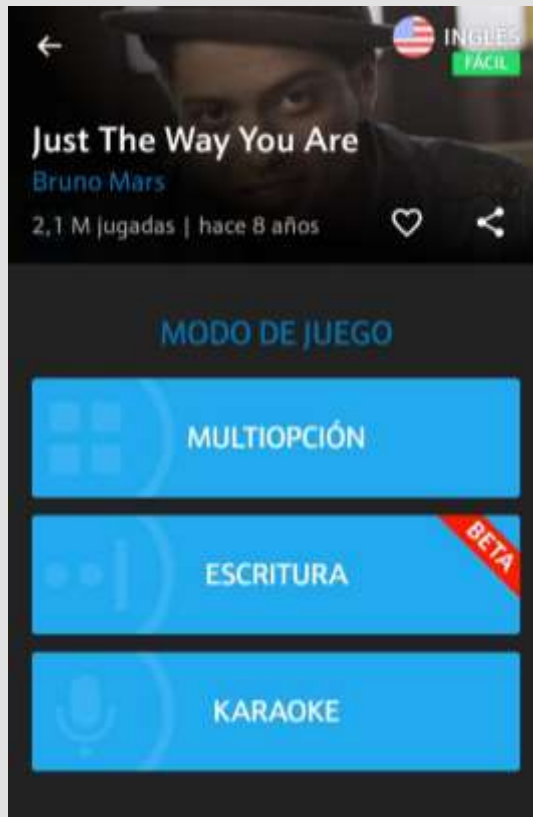 INGLÉS
FÁCIL
Just The Way You Are
Bruno Mars
2,1 M jugadas | hace 8 años
MODO DE JUEGO
MULTIOPCIÓN
BETA
ESCRITURA
KARAOKE